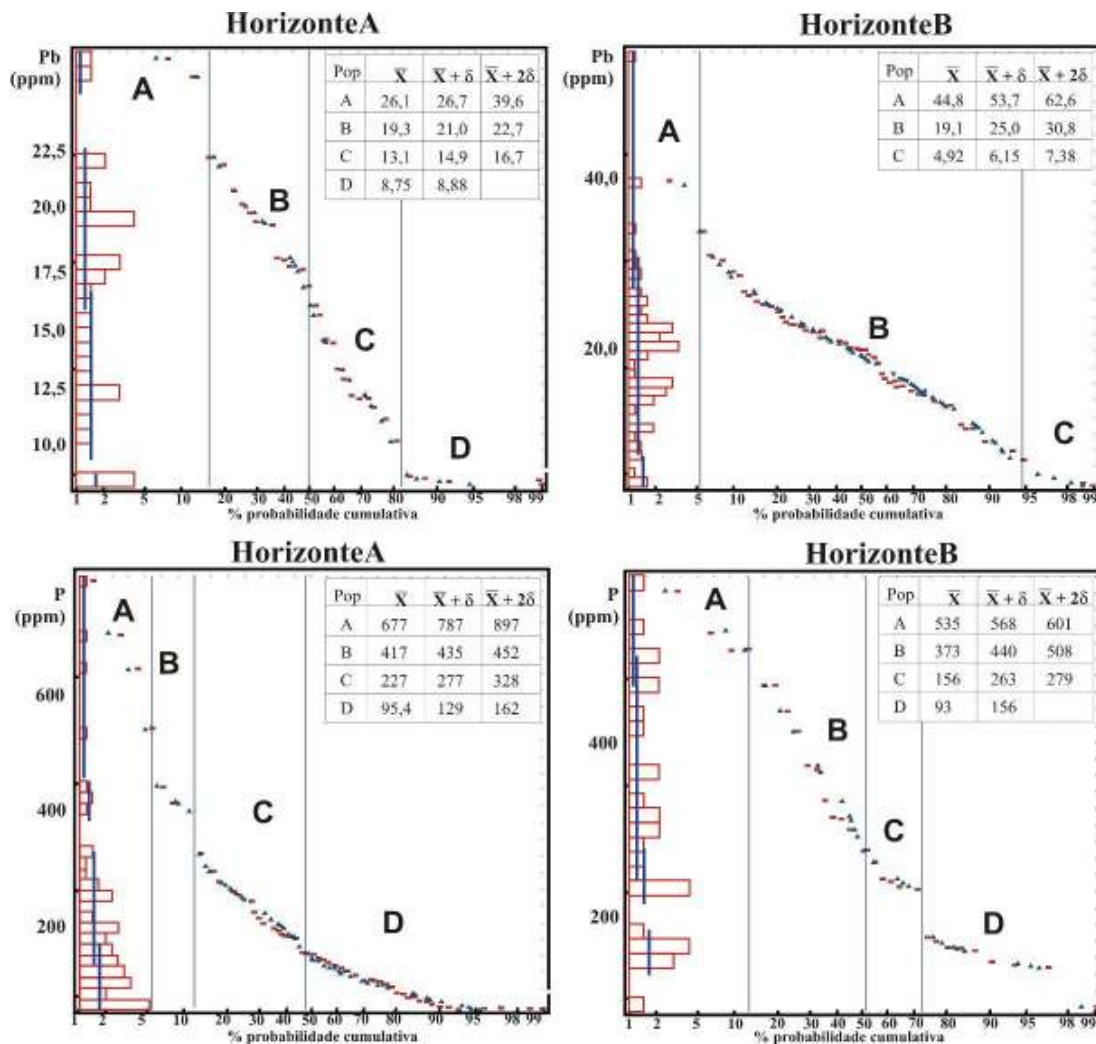 HorizonteA
Pb
(ppm)
22,5
20,0
17,5
15,0
12,5
10,0
A
B
C
D
Pop X̄ X̄ + δ X̄ + 2δ
A 26,1 26,7 39,6
B 19,3 21,0 22,7
C 13,1 14,9 16,7
D 8,75 8,88
1 2 5 10 20 30 40 50 60 70 80 90 95 98 99
% probabilidade cumulativa
HorizonteB
Pb
(ppm)
40,0
20,0
A
B
C
Pop X̄ X̄ + δ X̄ + 2δ
A 44,8 53,7 62,6
B 19,1 25,0 30,8
C 4,92 6,15 7,38
1 2 5 10 20 30 40 50 60 70 80 90 95 98 99
% probabilidade cumulativa
HorizonteA
P
(ppm)
600
400
200
A
B
C
D
Pop X̄ X̄ + δ X̄ + 2δ
A 677 787 897
B 417 435 452
C 227 277 328
D 95,4 129 162
1 2 5 10 20 30 40 50 60 70 80 90 95 98 99
% probabilidade cumulativa
HorizonteB
P
(ppm)
400
200
A
B
C
D
Pop X̄ X̄ + δ X̄ + 2δ
A 535 568 601
B 373 440 508
C 156 263 279
D 93 156
1 2 5 10 20 30 40 50 60 70 80 90 95 98 99
% probabilidade cumulativa